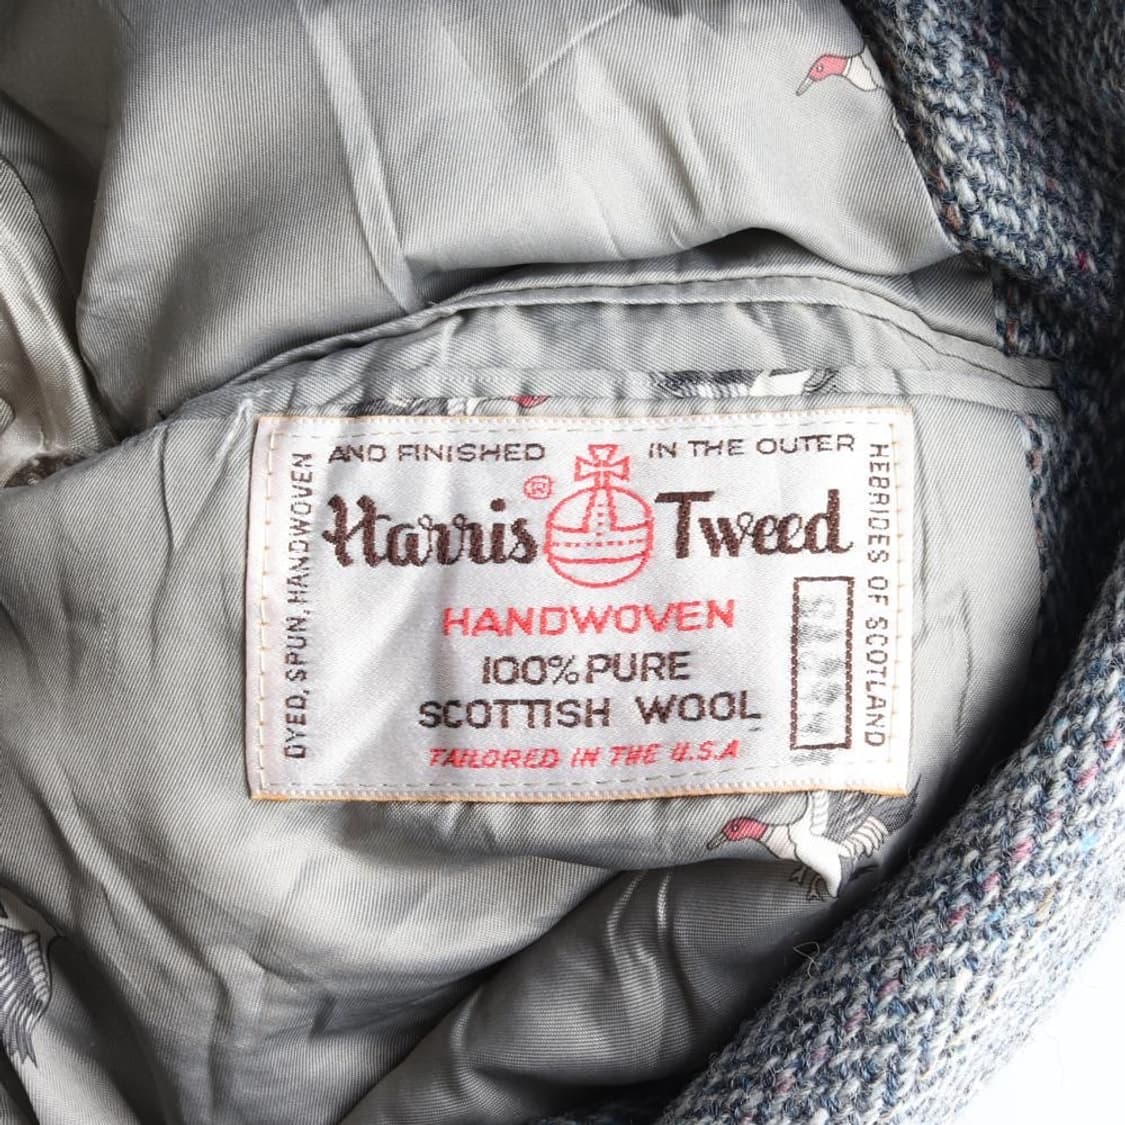 DYED, SPUN, HANDWOVEN
AND FINISHED
IN THE OUTER
HEBRIDES OF SCOTLAND
Harris® Tweed
HANDWOVEN
100% PURE
SCOTTISH WOOL
TAILORED IN THE U.S.A